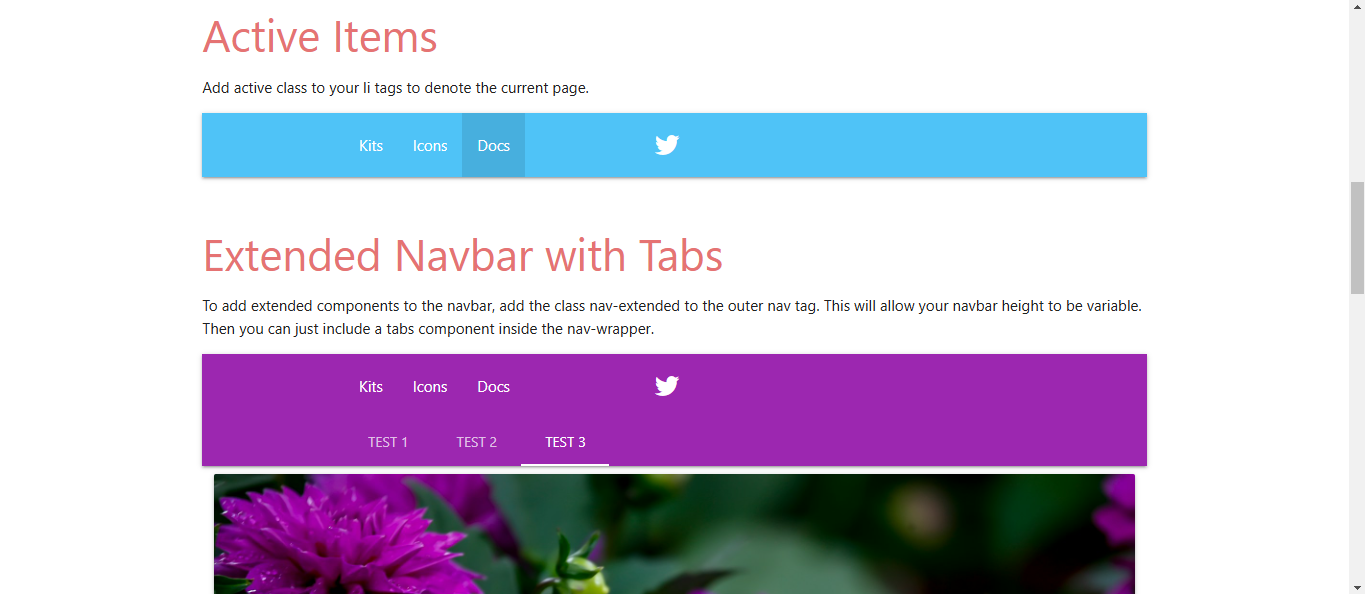 Active Items
Add active class to your li tags to denote the current page.
Kits Icons Docs
Extended Navbar with Tabs
To add extended components to the navbar, add the class nav-extended to the outer nav tag. This will allow your navbar height to be variable.
Then you can just include a tabs component inside the nav-wrapper.
Kits Icons Docs
TEST 1 TEST 2 TEST 3